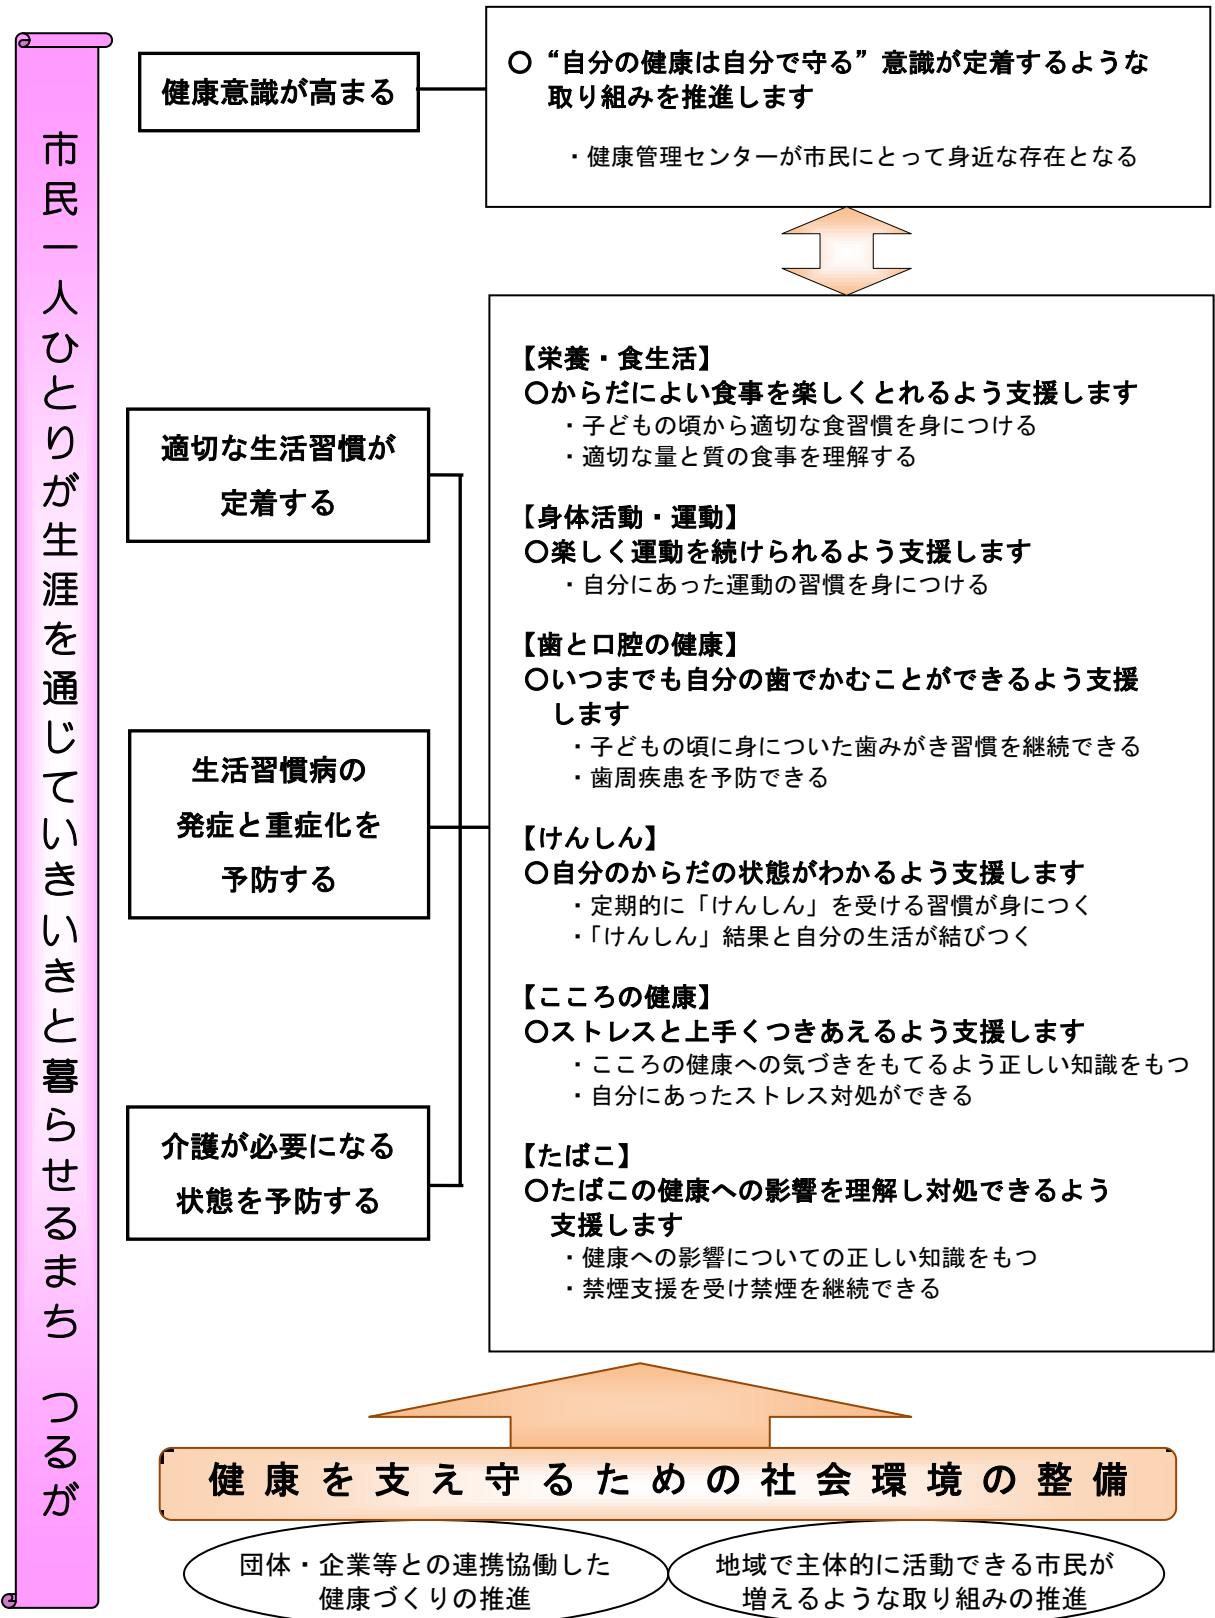 市民一人ひとりが生涯を通じていきいきと暮らせるまち　つるが
健康意識が高まる
○ “自分の健康は自分で守る”意識が定着するような
取り組みを推進します
・健康管理センターが市民にとって身近な存在となる
適切な生活習慣が
定着する
生活習慣病の
発症と重症化を
予防する
介護が必要になる
状態を予防する
【栄養・食生活】
○からだによい食事を楽しくとれるよう支援します
・子どもの頃から適切な食習慣を身につける
・適切な量と質の食事を理解する
【身体活動・運動】
○楽しく運動を続けられるよう支援します
・自分にあった運動の習慣を身につける
【歯と口腔の健康】
○いつまでも自分の歯でかむことができるよう支援
します
・子どもの頃に身についた歯みがき習慣を継続できる
・歯周疾患を予防できる
【けんしん】
○自分のからだの状態がわかるよう支援します
・定期的に「けんしん」を受ける習慣が身につく
・「けんしん」結果と自分の生活が結びつく
【こころの健康】
○ストレスと上手くつきあえるよう支援します
・こころの健康への気づきをもてるよう正しい知識をもつ
・自分にあったストレス対処ができる
【たばこ】
○たばこの健康への影響を理解し対処できるよう
支援します
・健康への影響についての正しい知識をもつ
・禁煙支援を受け禁煙を継続できる
健康を支え守るための社会環境の整備
団体・企業等との連携協働した
健康づくりの推進
地域で主体的に活動できる市民が
増えるような取り組みの推進